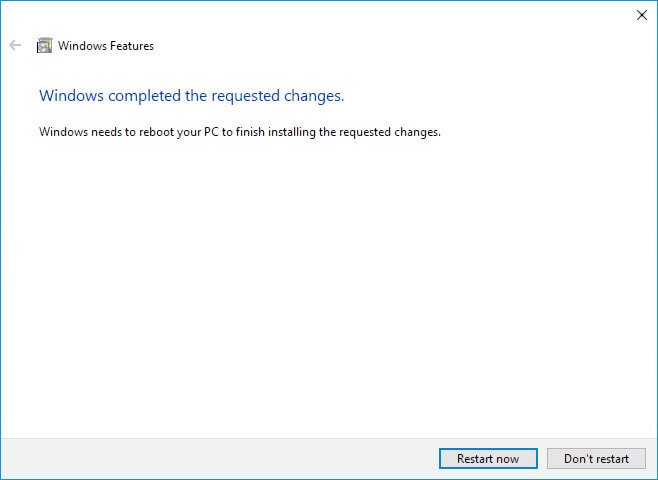 Windows Features
Windows completed the requested changes.
Windows needs to reboot your PC to finish installing the requested changes.
Restart now
Don't restart